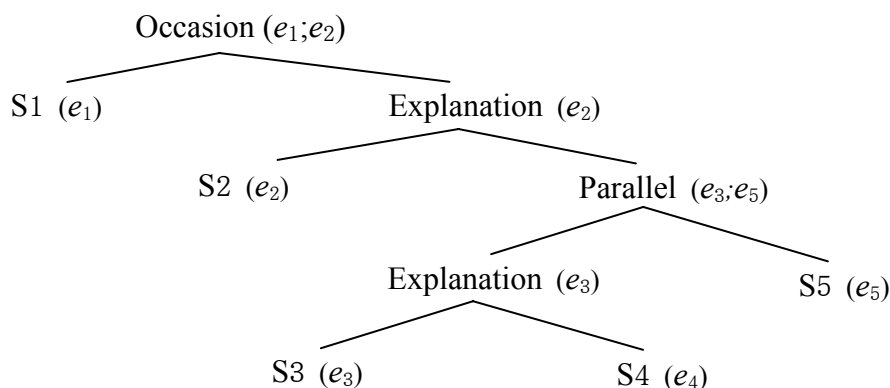 Occasion (e₁;e₂)
S1 (e₁)
Explanation (e₂)
S2 (e₂)
Parallel (e₃;e₅)
Explanation (e₃)
S5 (e₅)
S3 (e₃)
S4 (e₄)